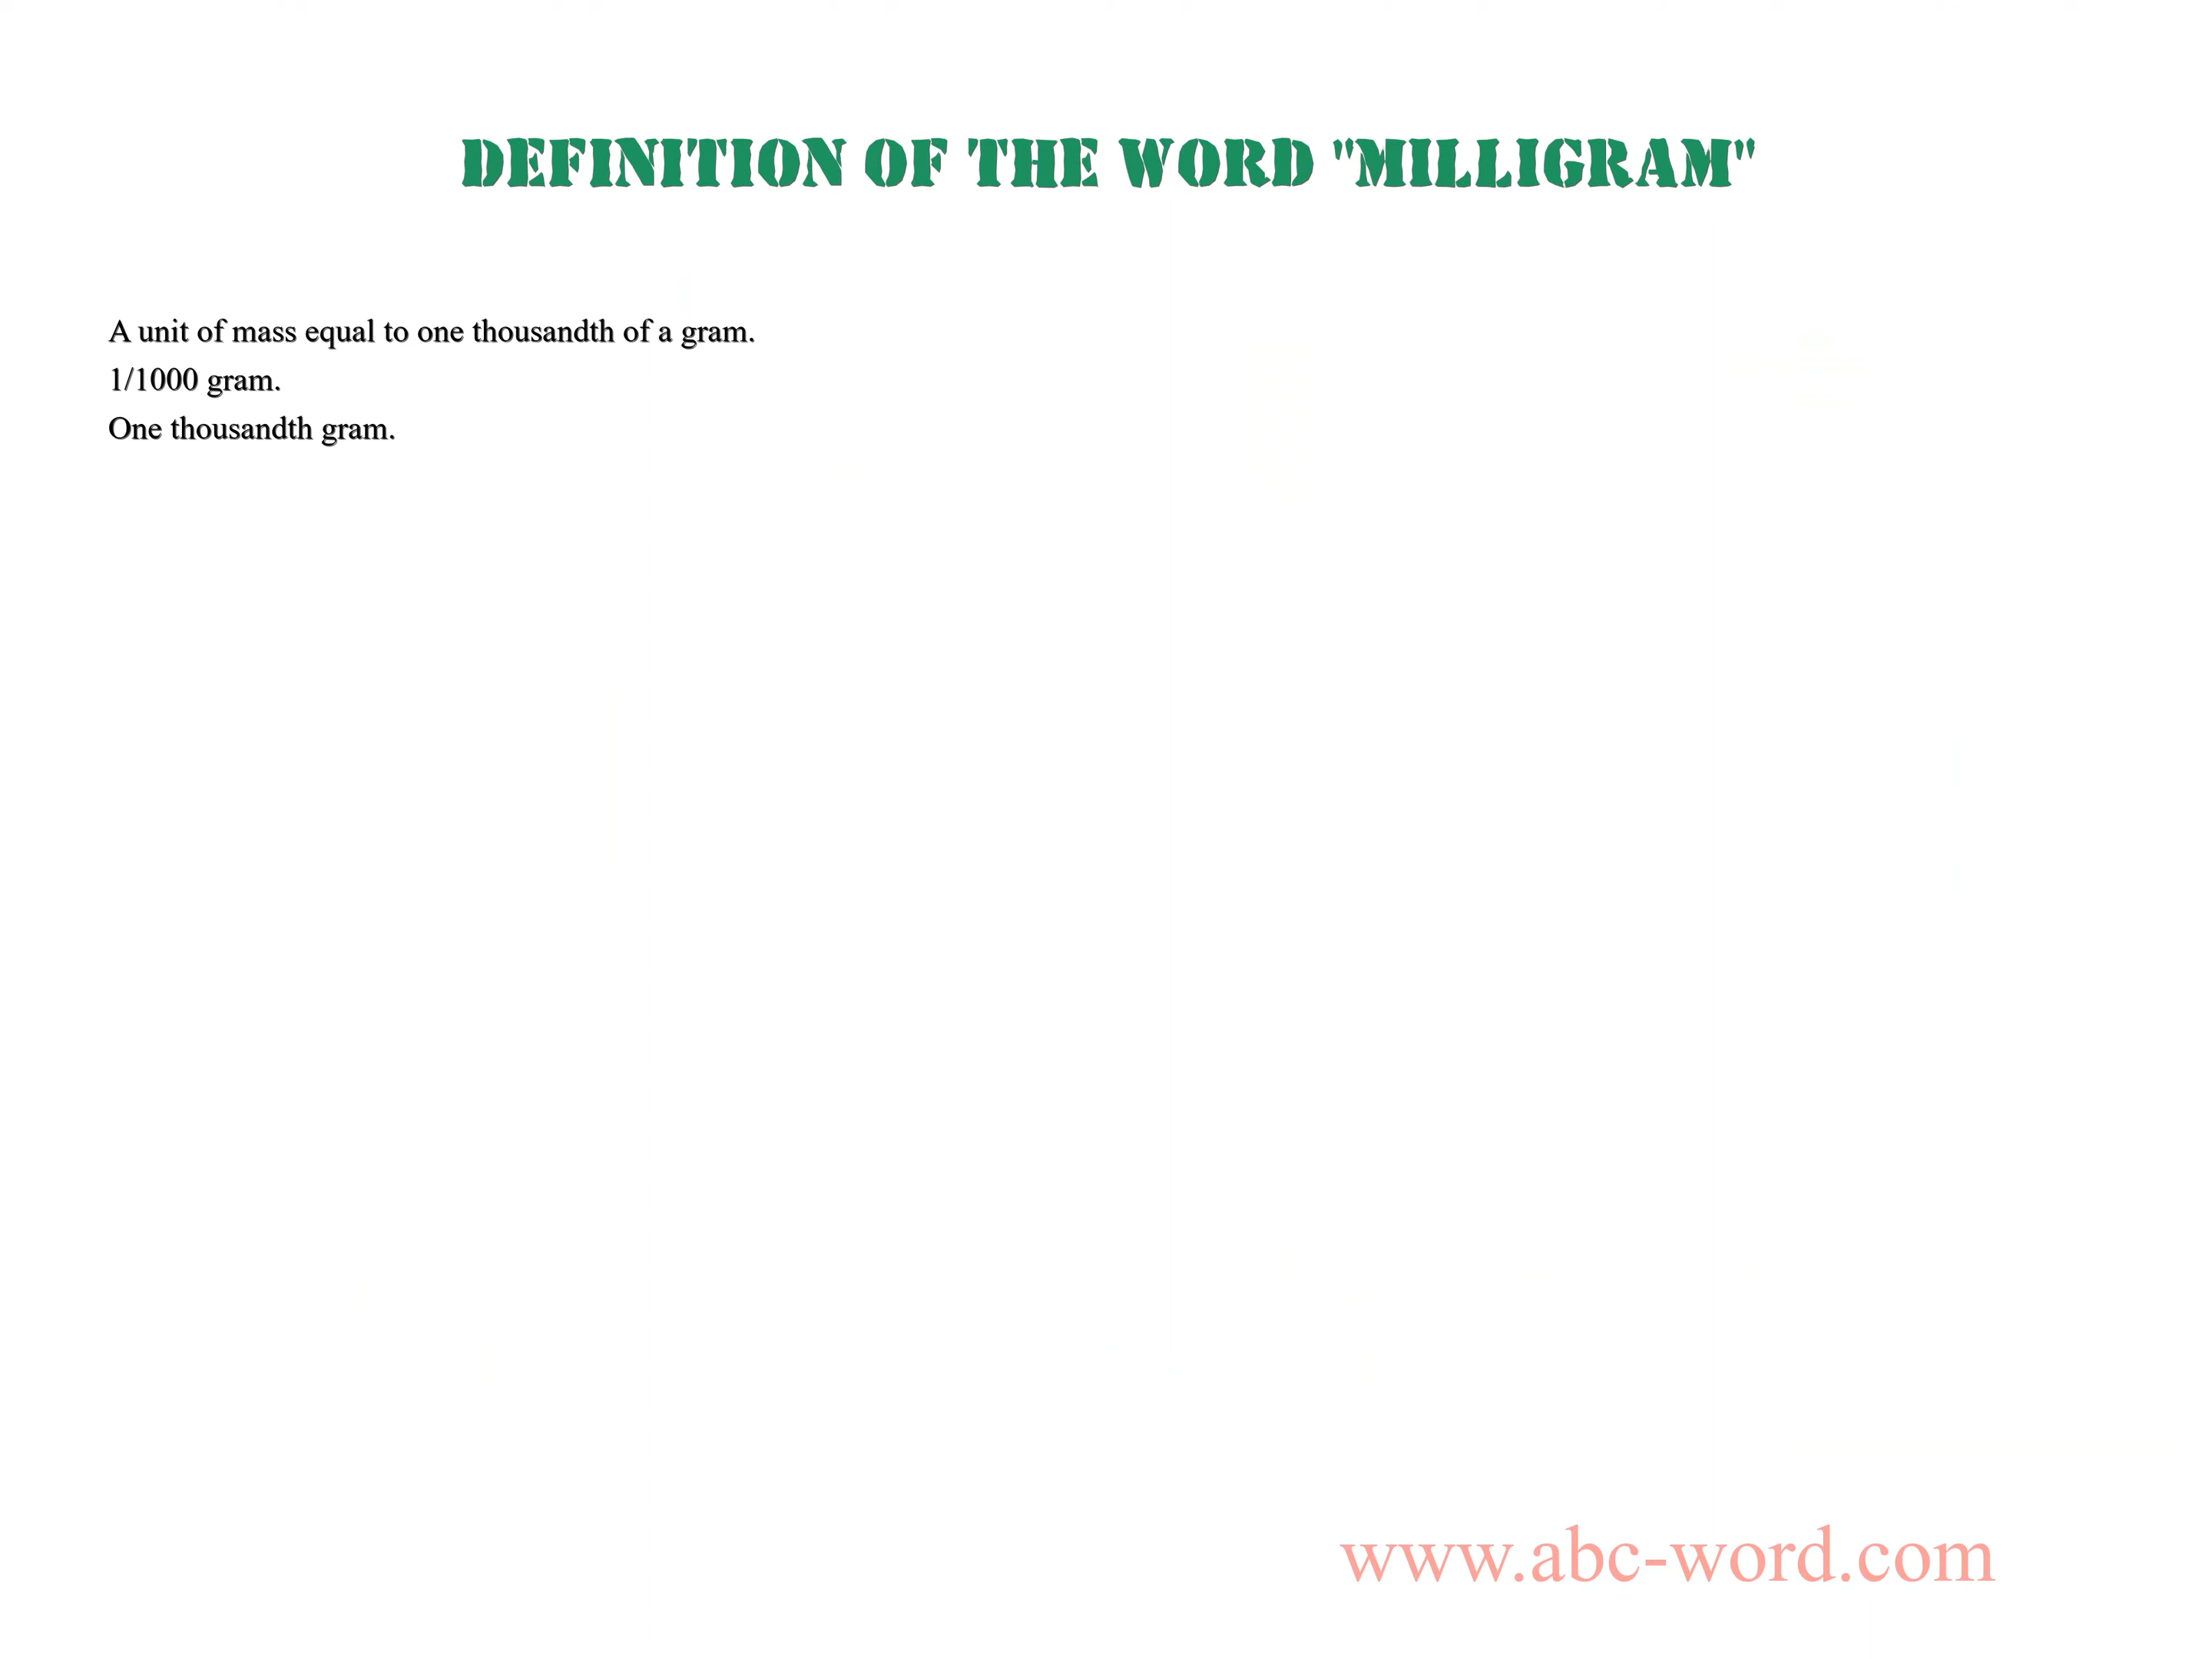 DEFINITION OF THE WORD "MILLIGRAM"
A unit of mass equal to one thousandth of a gram.
1/1000 gram.
One thousandth gram.
www.abc-word.com